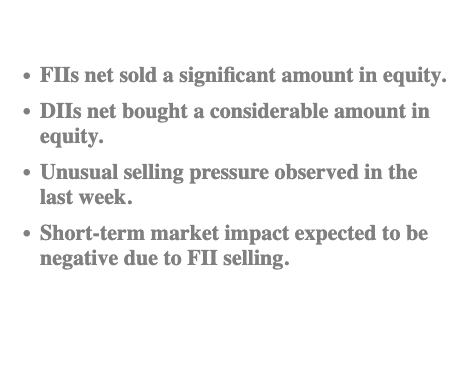 • FIIs net sold a significant amount in equity.
• DIIs net bought a considerable amount in
equity.
• Unusual selling pressure observed in the
last week.
• Short-term market impact expected to be
negative due to FII selling.